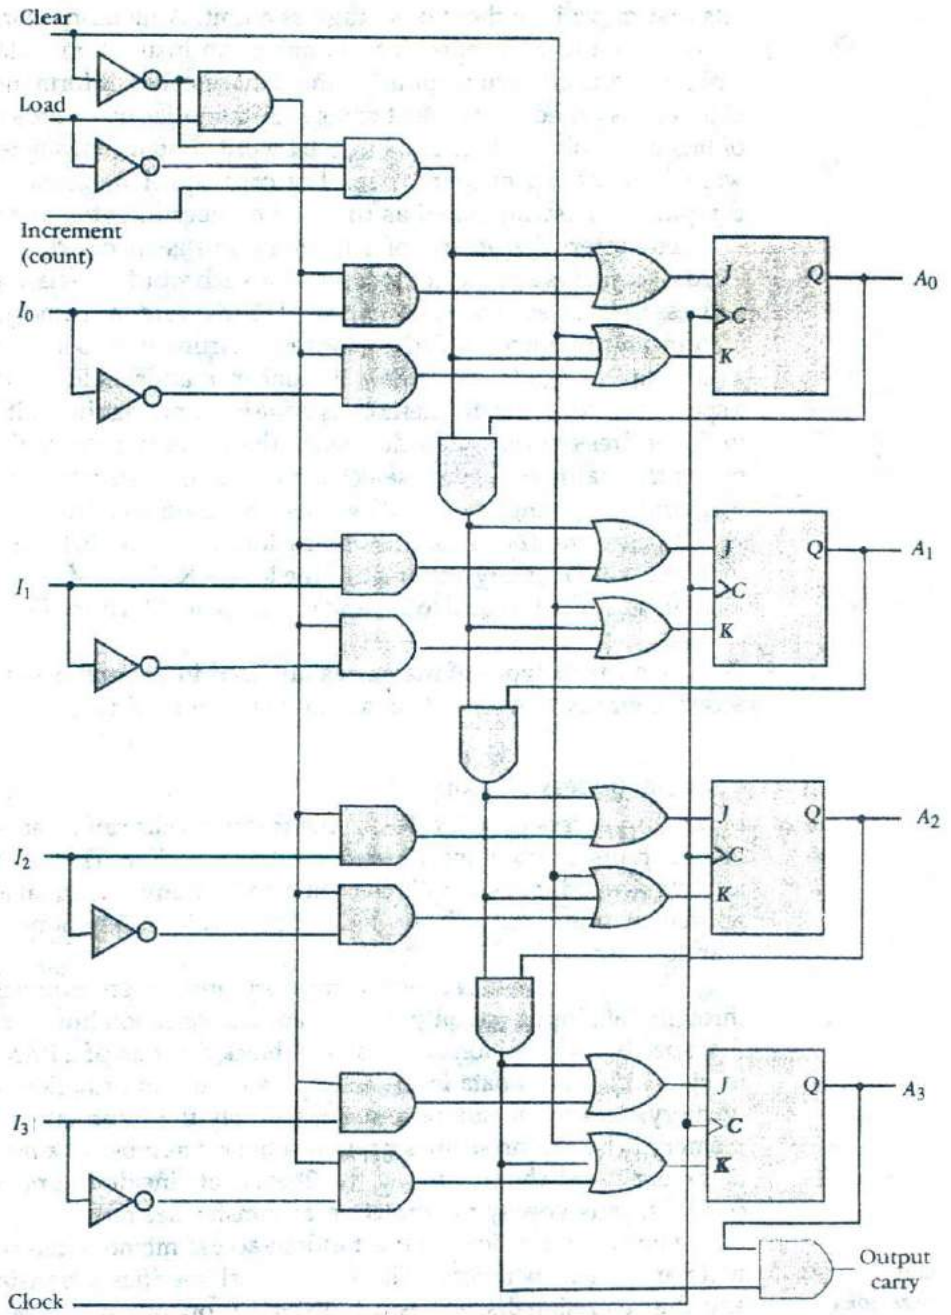 Clear
Load
Increment
(count)
I0
J Q A0
C
K
I1
J Q A1
C
K
I2
J Q A2
C
K
I3
J Q A3
C
K
Output
carry
Clock